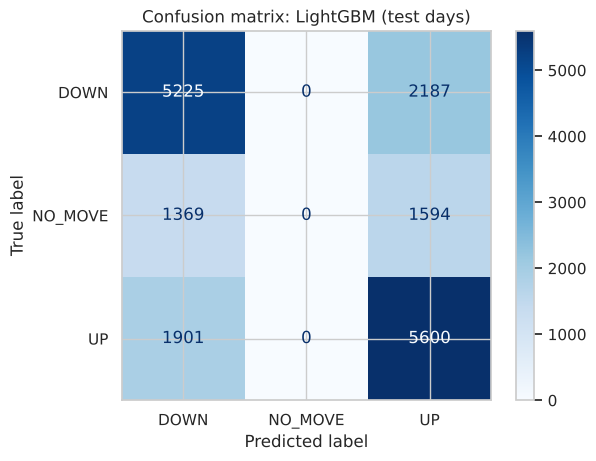 Confusion matrix: LightGBM (test days)
True label
DOWN
5225 0 2187
NO_MOVE
1369 0 1594
UP
1901 0 5600
DOWN NO_MOVE UP
Predicted label
5000
4000
3000
2000
1000
0